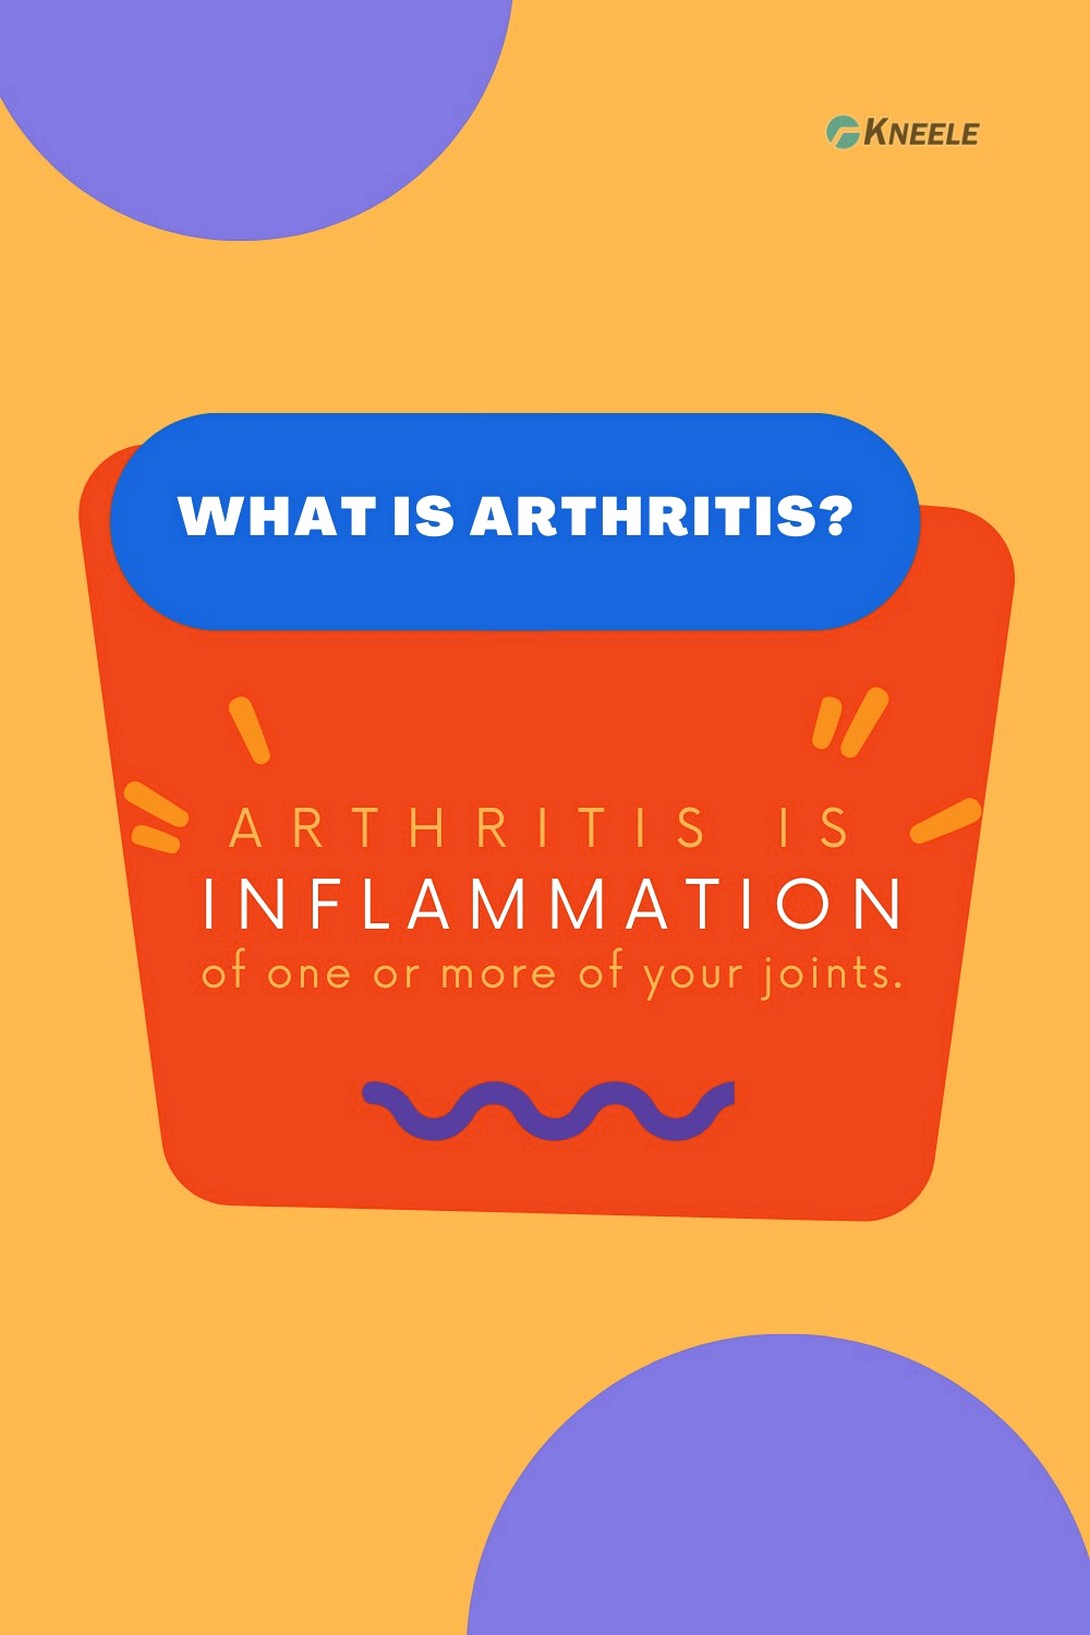 KNEELE
WHAT IS ARTHRITIS?
ARTHRITIS IS
INFLAMMATION
of one or more of your joints.